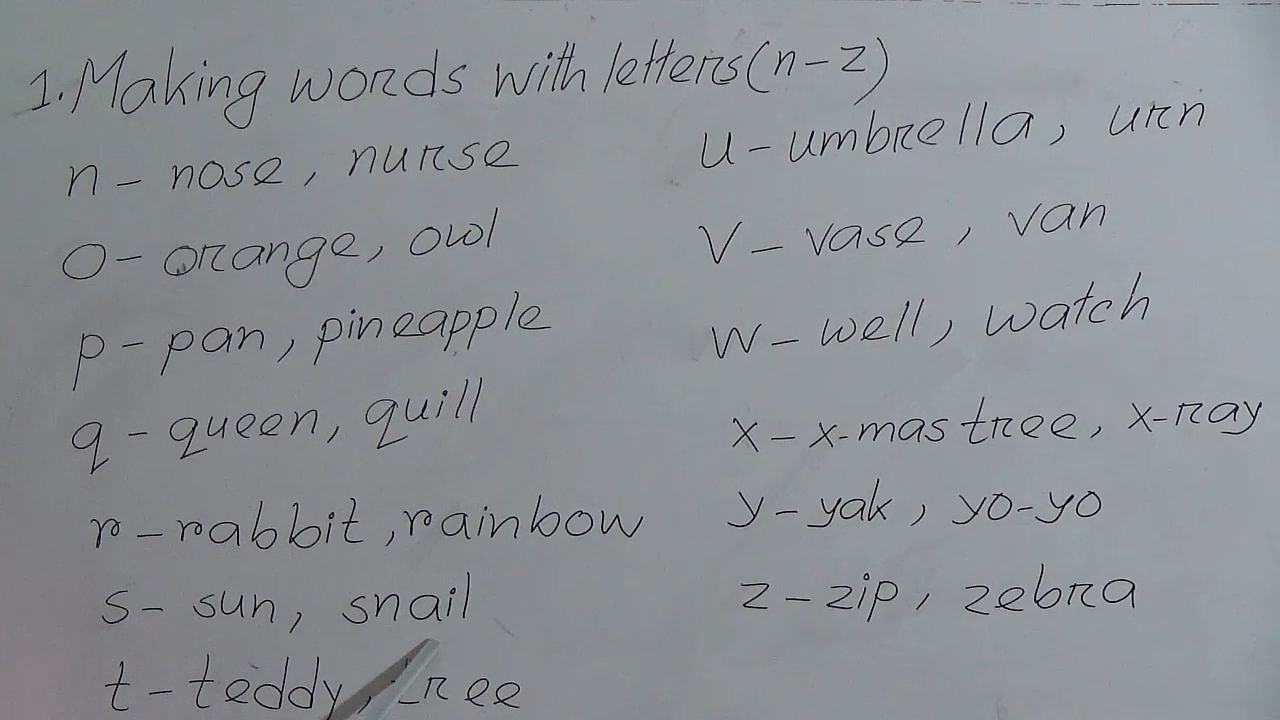 1. Making words with letters (n-z)
n - nose, nurse
o - orange, owl
p - pan, pineapple
q - queen, quill
r - rabbit, rainbow
s - sun, snail
t - teddy, tree
u - umbrella, urn
v - vase, van
w - well, watch
x - x-mas tree, x-ray
y - yak, yo-yo
z - zip, zebra